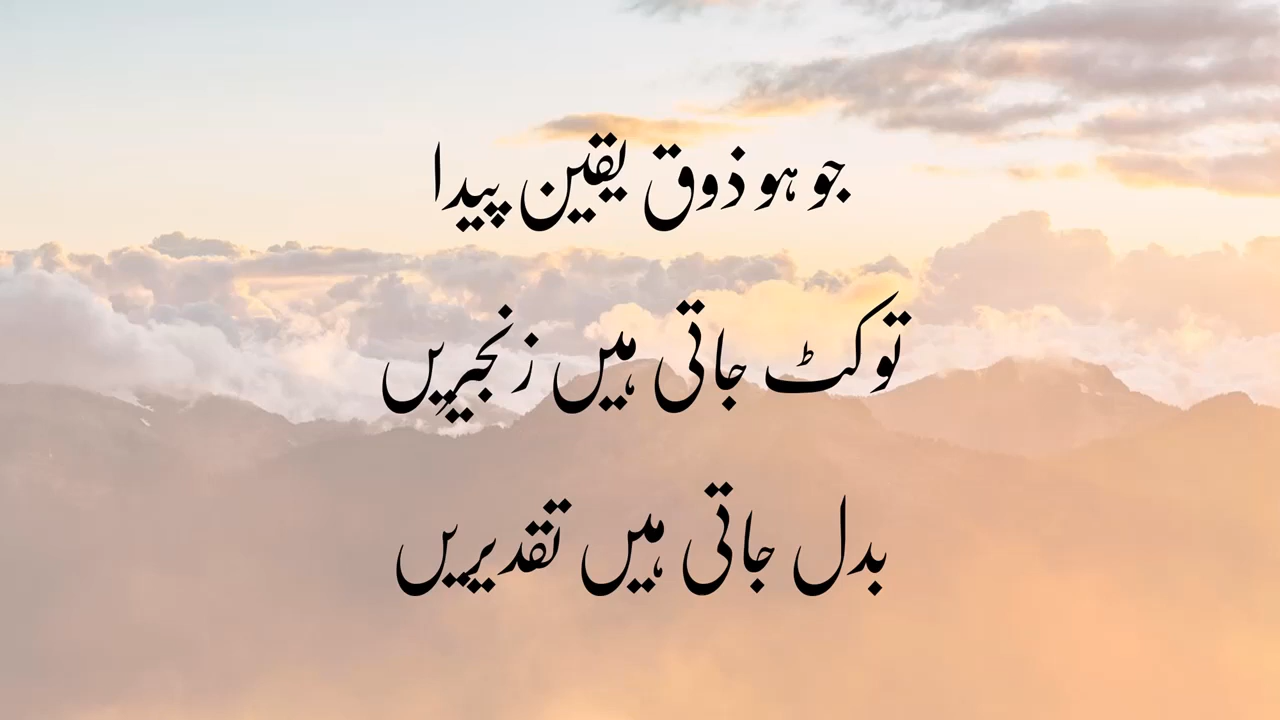 جو ہو ذوق یقین پیدا
تو کٹ جاتی ہیں زنجیریں
بدل جاتی ہیں تقدیریں